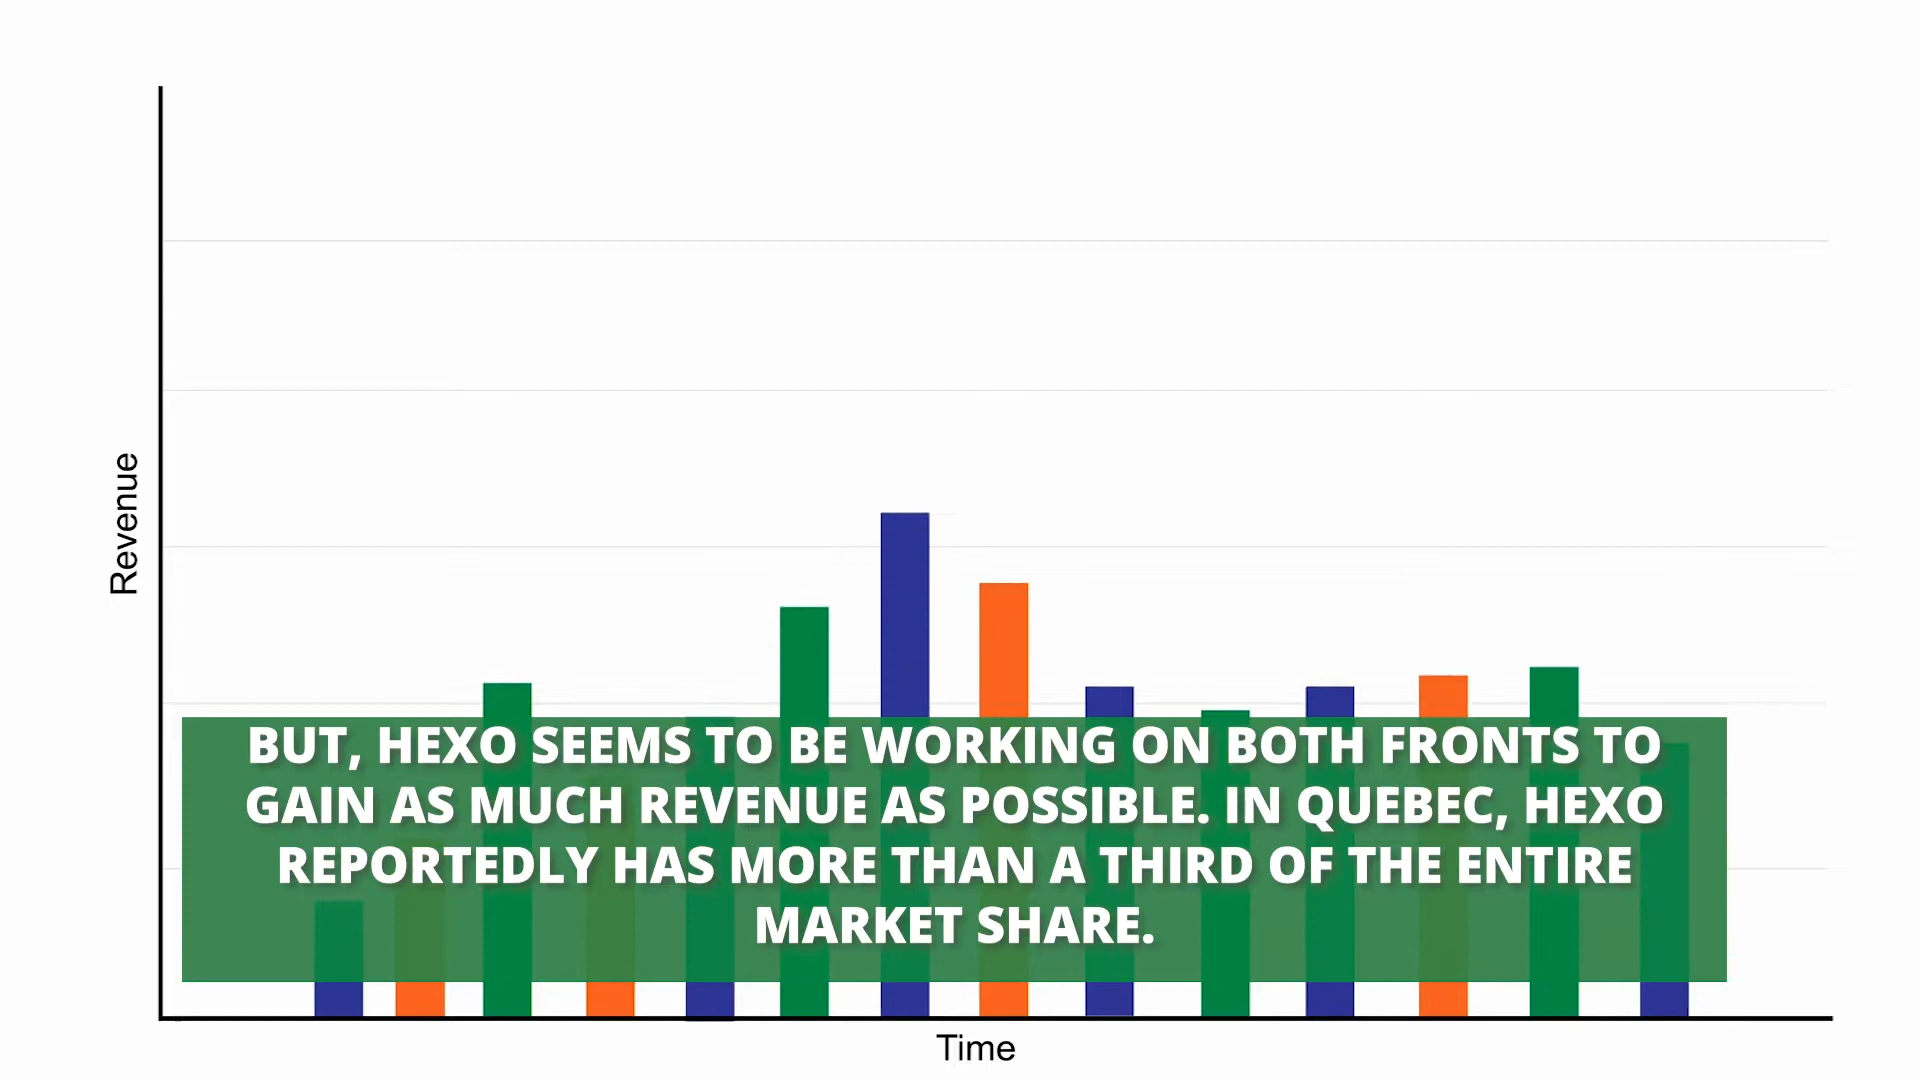 Revenue
BUT, HEXO SEEMS TO BE WORKING ON BOTH FRONTS TO
GAIN AS MUCH REVENUE AS POSSIBLE. IN QUEBEC, HEXO
REPORTEDLY HAS MORE THAN A THIRD OF THE ENTIRE
MARKET SHARE.
Time